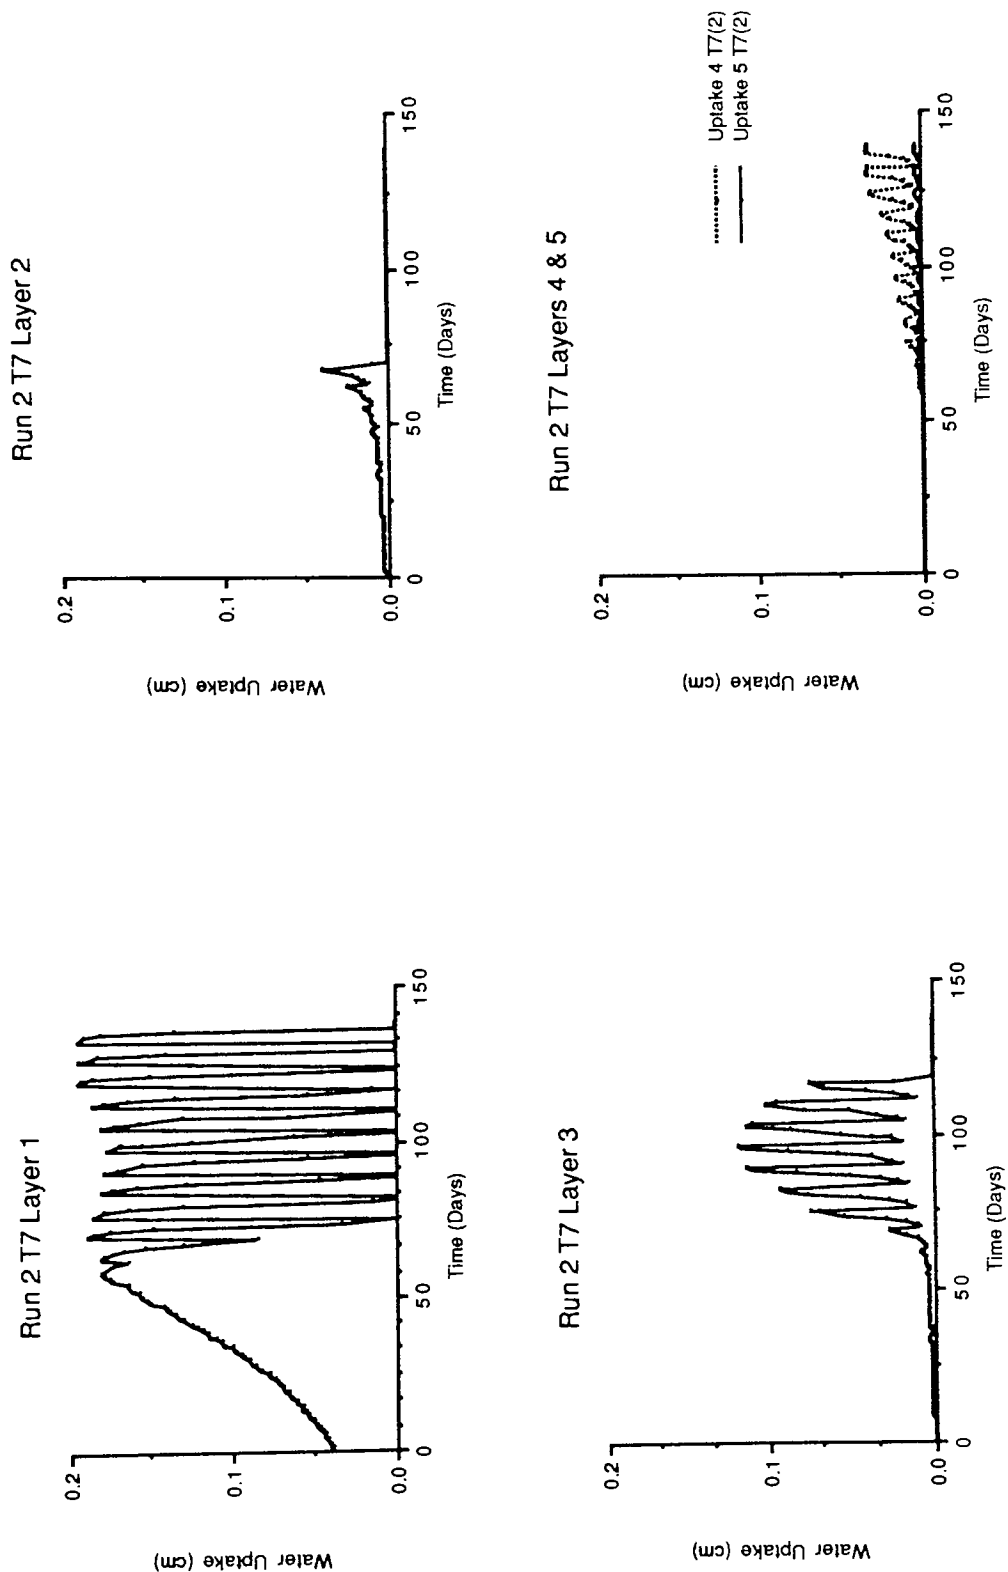 Run 2 T7 Layer 1
0.2
0.1
0.0
Water Uptake (cm)
0
50
100
150
Time (Days)
Run 2 T7 Layer 2
0.2
0.1
0.0
Water Uptake (cm)
0
50
100
150
Time (Days)
Run 2 T7 Layer 3
0.2
0.1
0.0
Water Uptake (cm)
0
50
100
150
Time (Days)
Run 2 T7 Layers 4 & 5
0.2
0.1
0.0
Water Uptake (cm)
0
50
100
150
Time (Days)
Uptake 4 T7(2)
Uptake 5 T7(2)